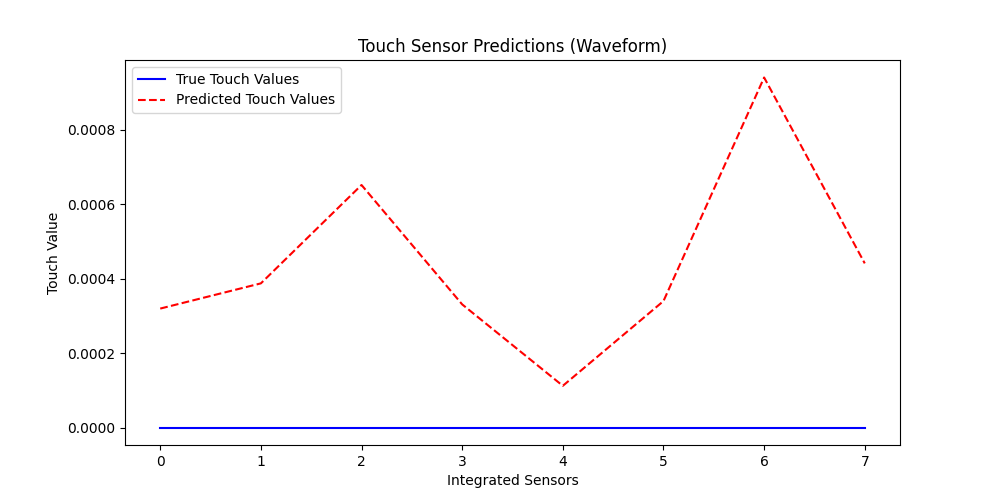 Touch Sensor Predictions (Waveform)
True Touch Values
Predicted Touch Values
0.0008
0.0006
0.0004
0.0002
0.0000
Touch Value
0 1 2 3 4 5 6 7
Integrated Sensors